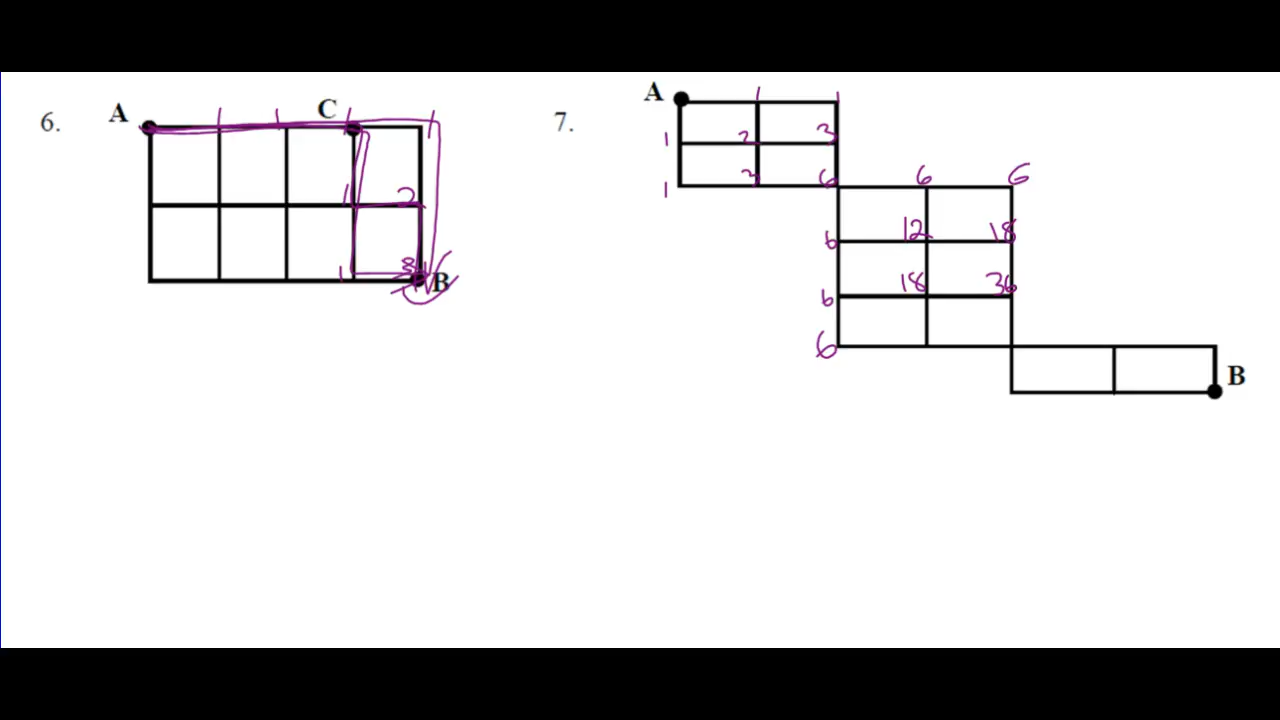 6. A 1 1 C 1 1
1 2
1 3 B
7. A 1 1
1 2 3
1 3 6 6 6
6 12 18
6 18 36
6
B